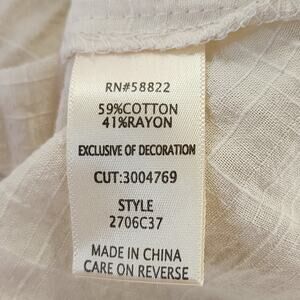 RN#58822
59%COTTON
41%RAYON
EXCLUSIVE OF DECORATION
CUT:3004769
STYLE
2706C37
MADE IN CHINA
CARE ON REVERSE